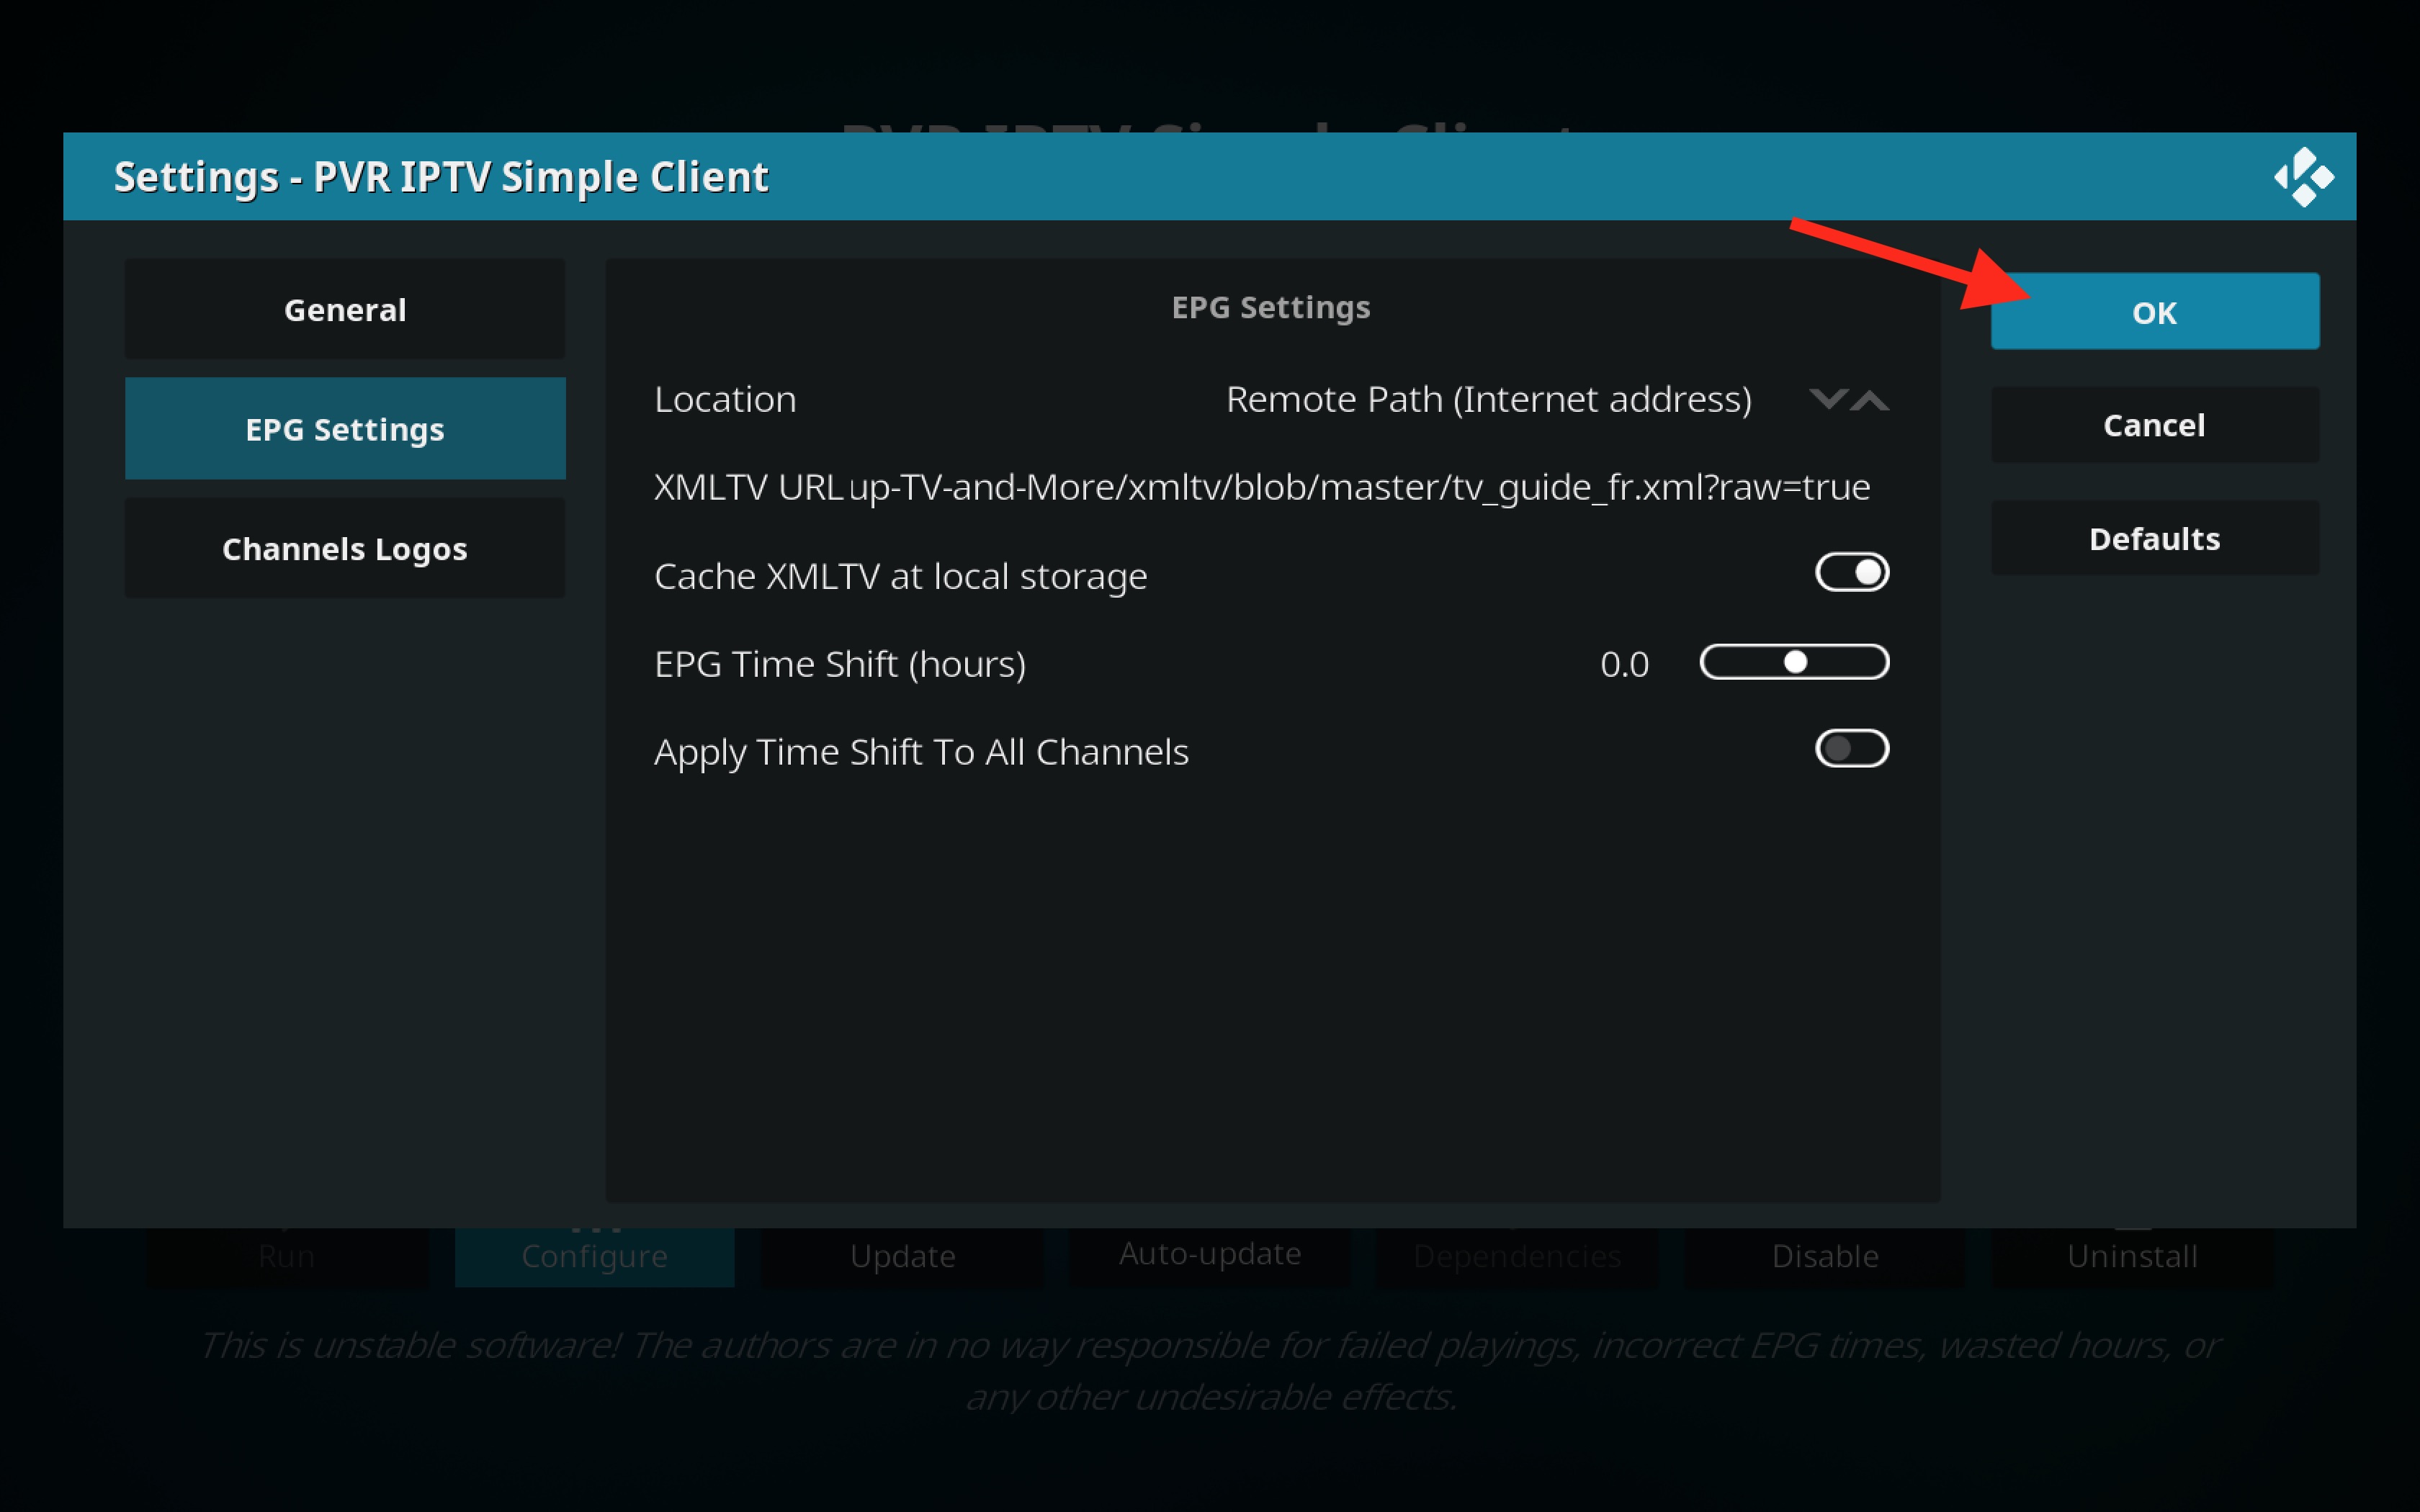 PVR IPTV Simple Client
Settings - PVR IPTV Simple Client
General
EPG Settings
Channels Logos
EPG Settings
Location Remote Path (Internet address)
XMLTV URL up-TV-and-More/xmltv/blob/master/tv_guide_fr.xml?raw=true
Cache XMLTV at local storage
EPG Time Shift (hours) 0.0
Apply Time Shift To All Channels
OK
Cancel
Defaults
Run Configure Update Auto-update Dependencies Disable Uninstall
This is unstable software! The authors are in no way responsible for failed playings, incorrect EPG times, wasted hours, or
any other undesirable effects.